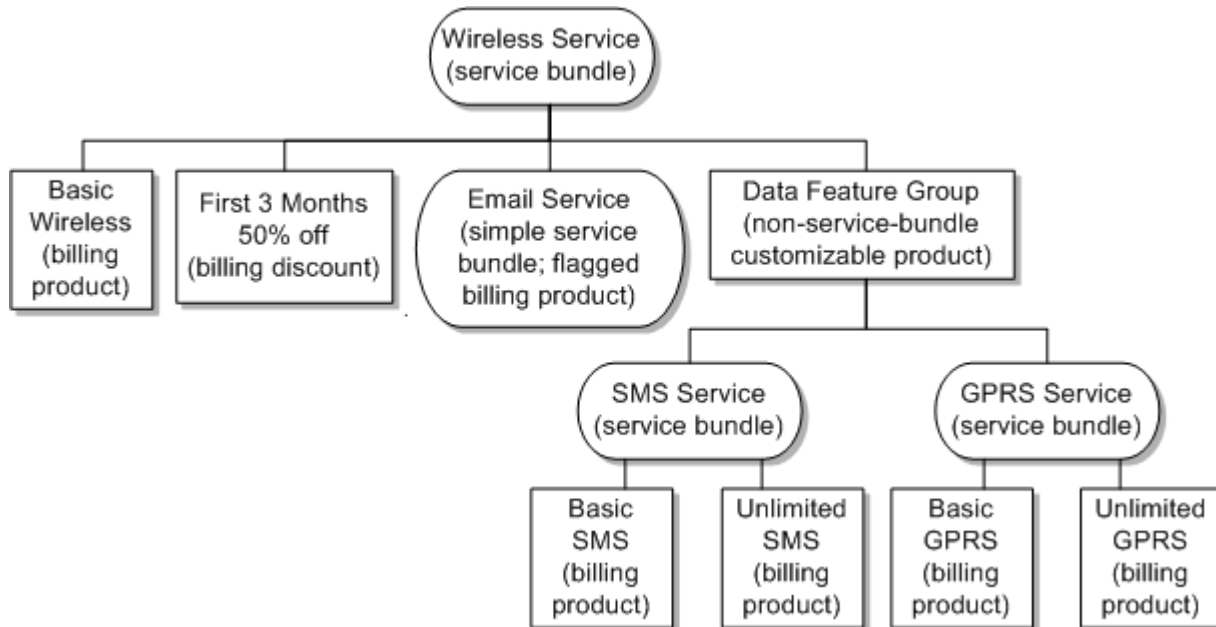 Wireless Service
(service bundle)
Basic
Wireless
(billing
product)
First 3 Months
50% off
(billing discount)
Email Service
(simple service
bundle; flagged
billing product)
Data Feature Group
(non-service-bundle
customizable product)
SMS Service
(service bundle)
GPRS Service
(service bundle)
Basic
SMS
(billing
product)
Unlimited
SMS
(billing
product)
Basic
GPRS
(billing
product)
Unlimited
GPRS
(billing
product)